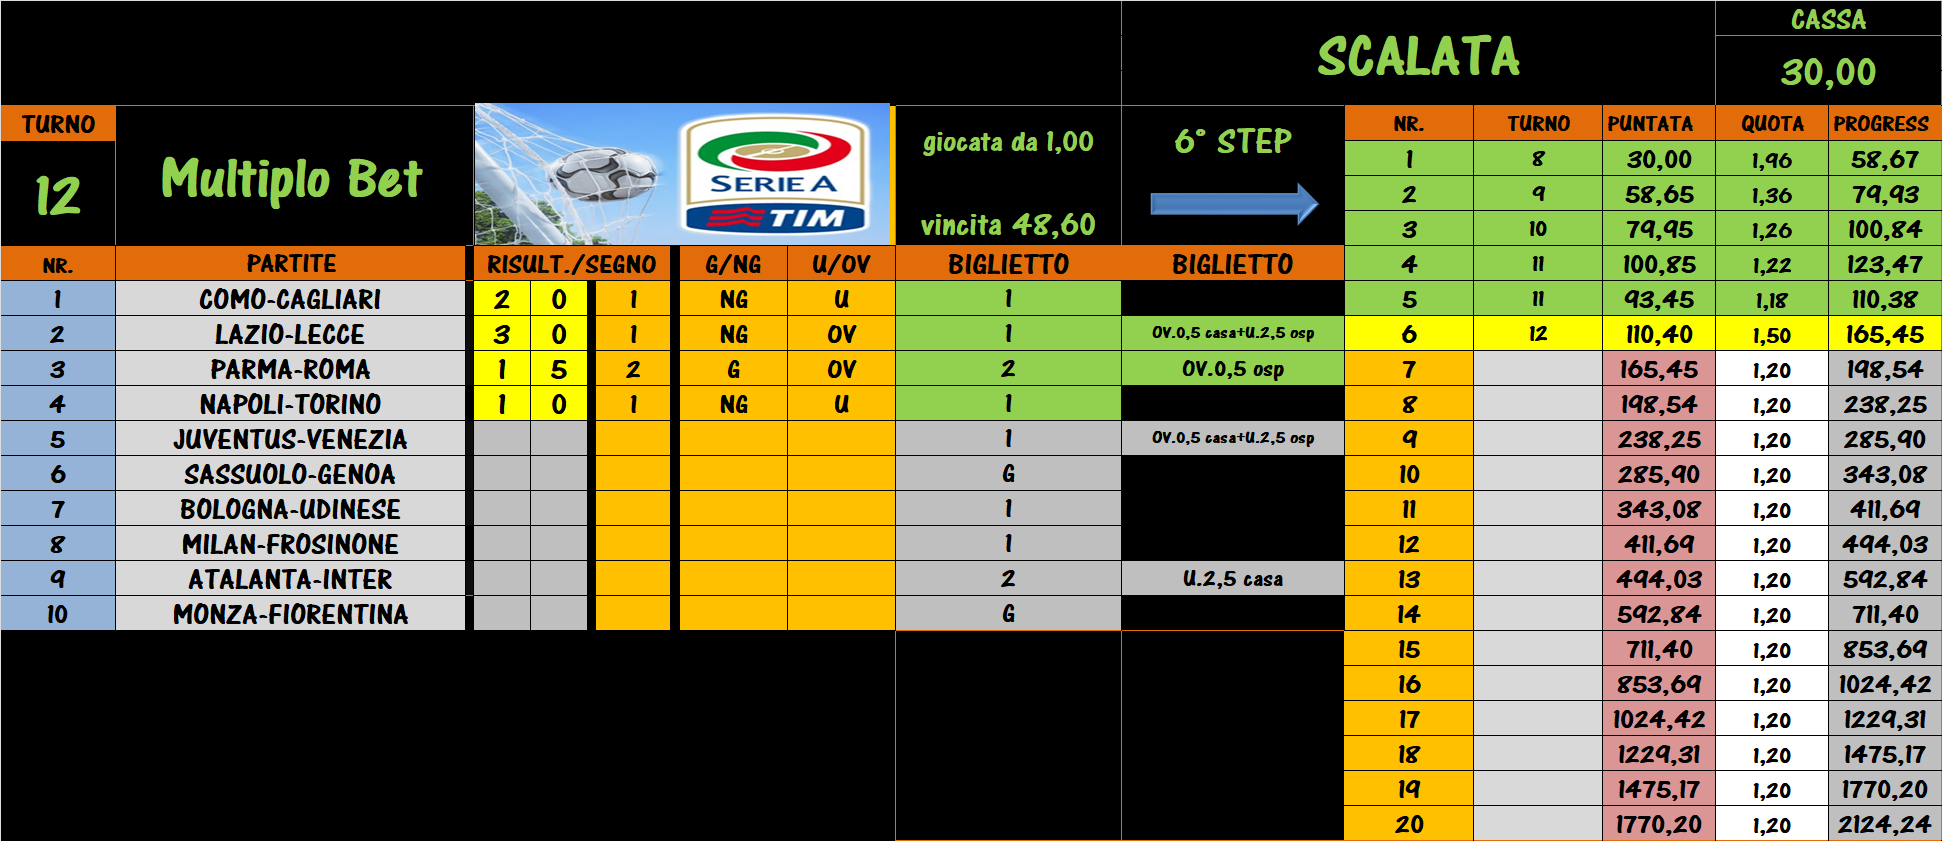 SCALATA
CASSA
30,00
TURNO
12
Multiplo Bet
SERIE A
TIM
giocata da 1,00
vincita 48,60
6° STEP
NR. TURNO PUNTATA QUOTA PROGRESS
1 8 30,00 1,96 58,67
2 9 58,65 1,36 79,93
3 10 79,95 1,26 100,84
NR. PARTITE RISULT./SEGNO G/NG U/OV BIGLIETTO BIGLIETTO 4 11 100,85 1,22 123,47
1 COMO-CAGLIARI 2 0 1 NG U 1 5 11 93,45 1,18 110,38
2 LAZIO-LECCE 3 0 1 NG OV 1 OV.0,5 casa+U.2,5 osp 6 12 110,40 1,50 165,45
3 PARMA-ROMA 1 5 2 G OV 2 OV.0,5 osp 7 165,45 1,20 198,54
4 NAPOLI-TORINO 1 0 1 NG U 1 8 198,54 1,20 238,25
5 JUVENTUS-VENEZIA 1 OV.0,5 casa+U.2,5 osp 9 238,25 1,20 285,90
6 SASSUOLO-GENOA G 10 285,90 1,20 343,08
7 BOLOGNA-UDINESE 1 11 343,08 1,20 411,69
8 MILAN-FROSINONE 1 12 411,69 1,20 494,03
9 ATALANTA-INTER 2 U.2,5 casa 13 494,03 1,20 592,84
10 MONZA-FIORENTINA G 14 592,84 1,20 711,40
15 711,40 1,20 853,69
16 853,69 1,20 1024,42
17 1024,42 1,20 1229,31
18 1229,31 1,20 1475,17
19 1475,17 1,20 1770,20
20 1770,20 1,20 2124,24